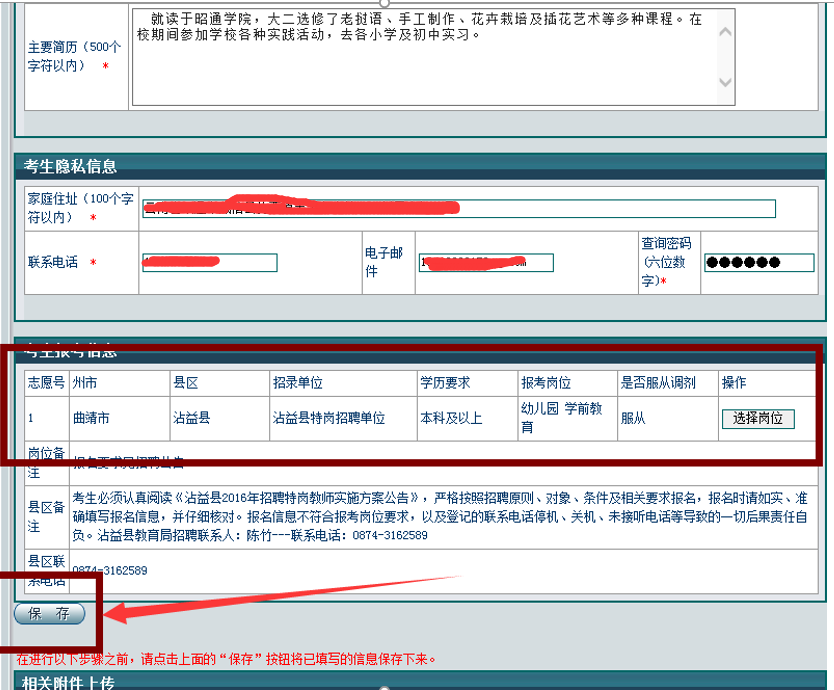 主要简历（500个
字符以内） *
就读于昭通学院，大二选修了老挝语、手工制作、花卉栽培及插花艺术等多种课程。在
校期间参加学校各种实践活动，去各小学及初中实习。
考生隐私信息
家庭住址（100个字
符以内） *
联系电话 *
电子邮
件
查询密码
(六位数
字)*
●●●●●●
考生报考信息
志愿号 州市 县区 招录单位 学历要求 报考岗位 是否服从调剂 操作
1 曲靖市 沾益县 沾益县特岗招聘单位 本科及以上 幼儿园 学前教 服从 选择岗位
育
岗位备
注
报名要求见招聘公告
县区备
注
考生必须认真阅读《沾益县2016年招聘特岗教师实施方案公告》，严格按照招聘原则、对象、条件及相关要求报名，报名时请如实、准
确填写报名信息，并仔细核对。报名信息不符合报考岗位要求，以及登记的联系电话停机、关机、未接听电话等导致的一切后果责任自
负。沾益县教育局招聘联系人：陈竹---联系电话：0874-3162589
县区联
系电话
0874-3162589
保 存
在进行以下步骤之前，请点击上面的“保存”按钮将已填写的信息保存下来。
相关附件上传